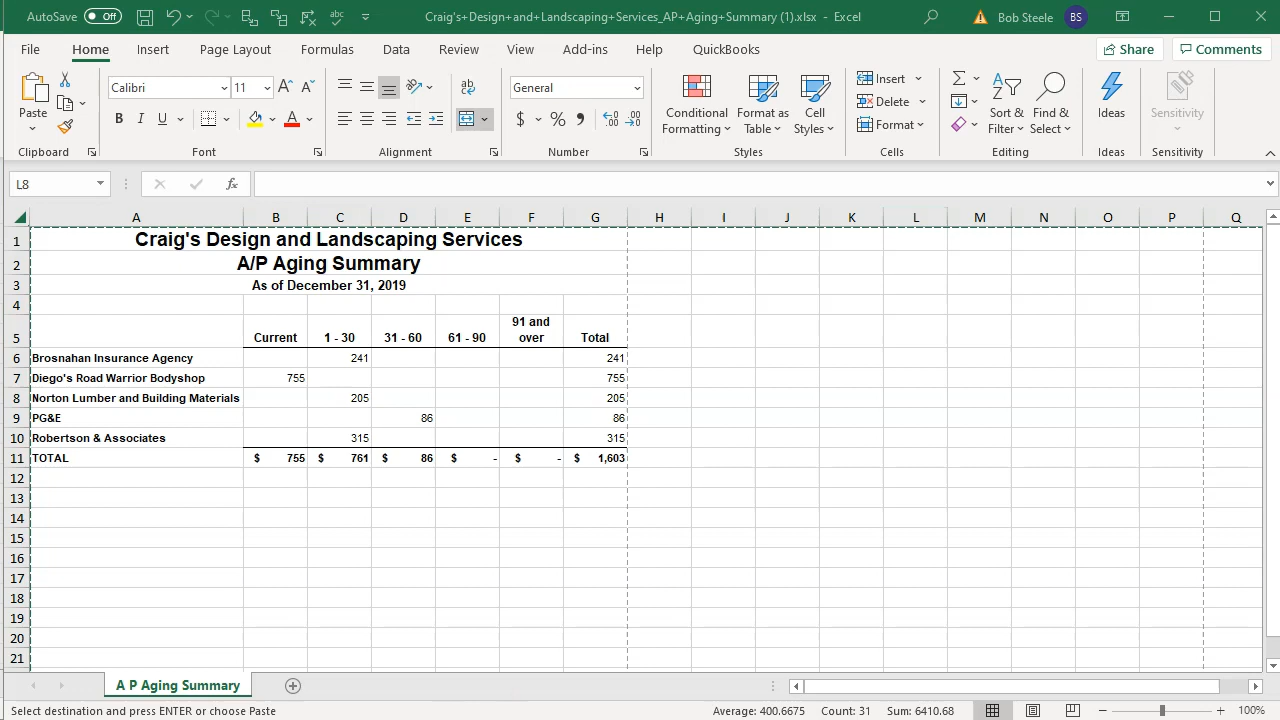 AutoSave Off Craig's+Design+and+Landscaping+Services_AP+Aging+Summary (1).xlsx - Excel Bob Steele BS
File Home Insert Page Layout Formulas Data Review View Add-ins Help QuickBooks Share Comments
Calibri 11 General Insert
Delete
Format
Paste B I U $ % Conditional Formatting Format as Table Cell Styles Sort & Filter Find & Select Ideas Sensitivity
Clipboard Font Alignment Number Styles Cells Editing Ideas Sensitivity
L8 fx
A B C D E F G H I J K L M N O P Q
1 Craig's Design and Landscaping Services
2 A/P Aging Summary
3 As of December 31, 2019
4
5 Current 1 - 30 31 - 60 61 - 90 91 and over Total
6 Brosnahan Insurance Agency 241 241
7 Diego's Road Warrior Bodyshop 755 755
8 Norton Lumber and Building Materials 205 205
9 PG&E 86 86
10 Robertson & Associates 315 315
11 TOTAL $ 755 $ 761 $ 86 $ - $ - $ 1,603
12
13
14
15
16
17
18
19
20
21
A P Aging Summary
Select destination and press ENTER or choose Paste Average: 400.6675 Count: 31 Sum: 6410.68 100%